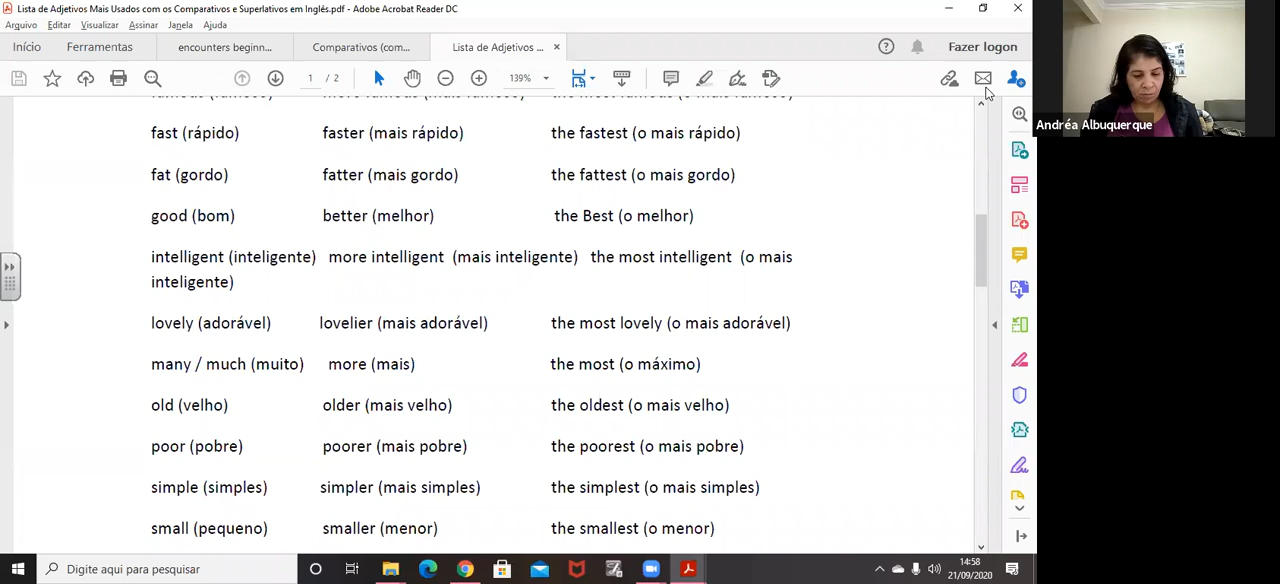 Lista de Adjetivos Mais Usados com os Comparativos e Superlativos em Inglês.pdf - Adobe Acrobat Reader DC
Arquivo Editar Visualizar Assinar Janela Ajuda
Início Ferramentas encounters beginn... Comparativos (com... Lista de Adjetivos ... × Fazer logon
1 / 2 139%
fast (rápido) faster (mais rápido) the fastest (o mais rápido)
fat (gordo) fatter (mais gordo) the fattest (o mais gordo)
good (bom) better (melhor) the Best (o melhor)
intelligent (inteligente) more intelligent (mais inteligente) the most intelligent (o mais
inteligente)
lovely (adorável) lovelier (mais adorável) the most lovely (o mais adorável)
many / much (muito) more (mais) the most (o máximo)
old (velho) older (mais velho) the oldest (o mais velho)
poor (pobre) poorer (mais pobre) the poorest (o mais pobre)
simple (simples) simpler (mais simples) the simplest (o mais simples)
small (pequeno) smaller (menor) the smallest (o menor)
Andréa Albuquerque
Digite aqui para pesquisar
14:58
21/09/2020